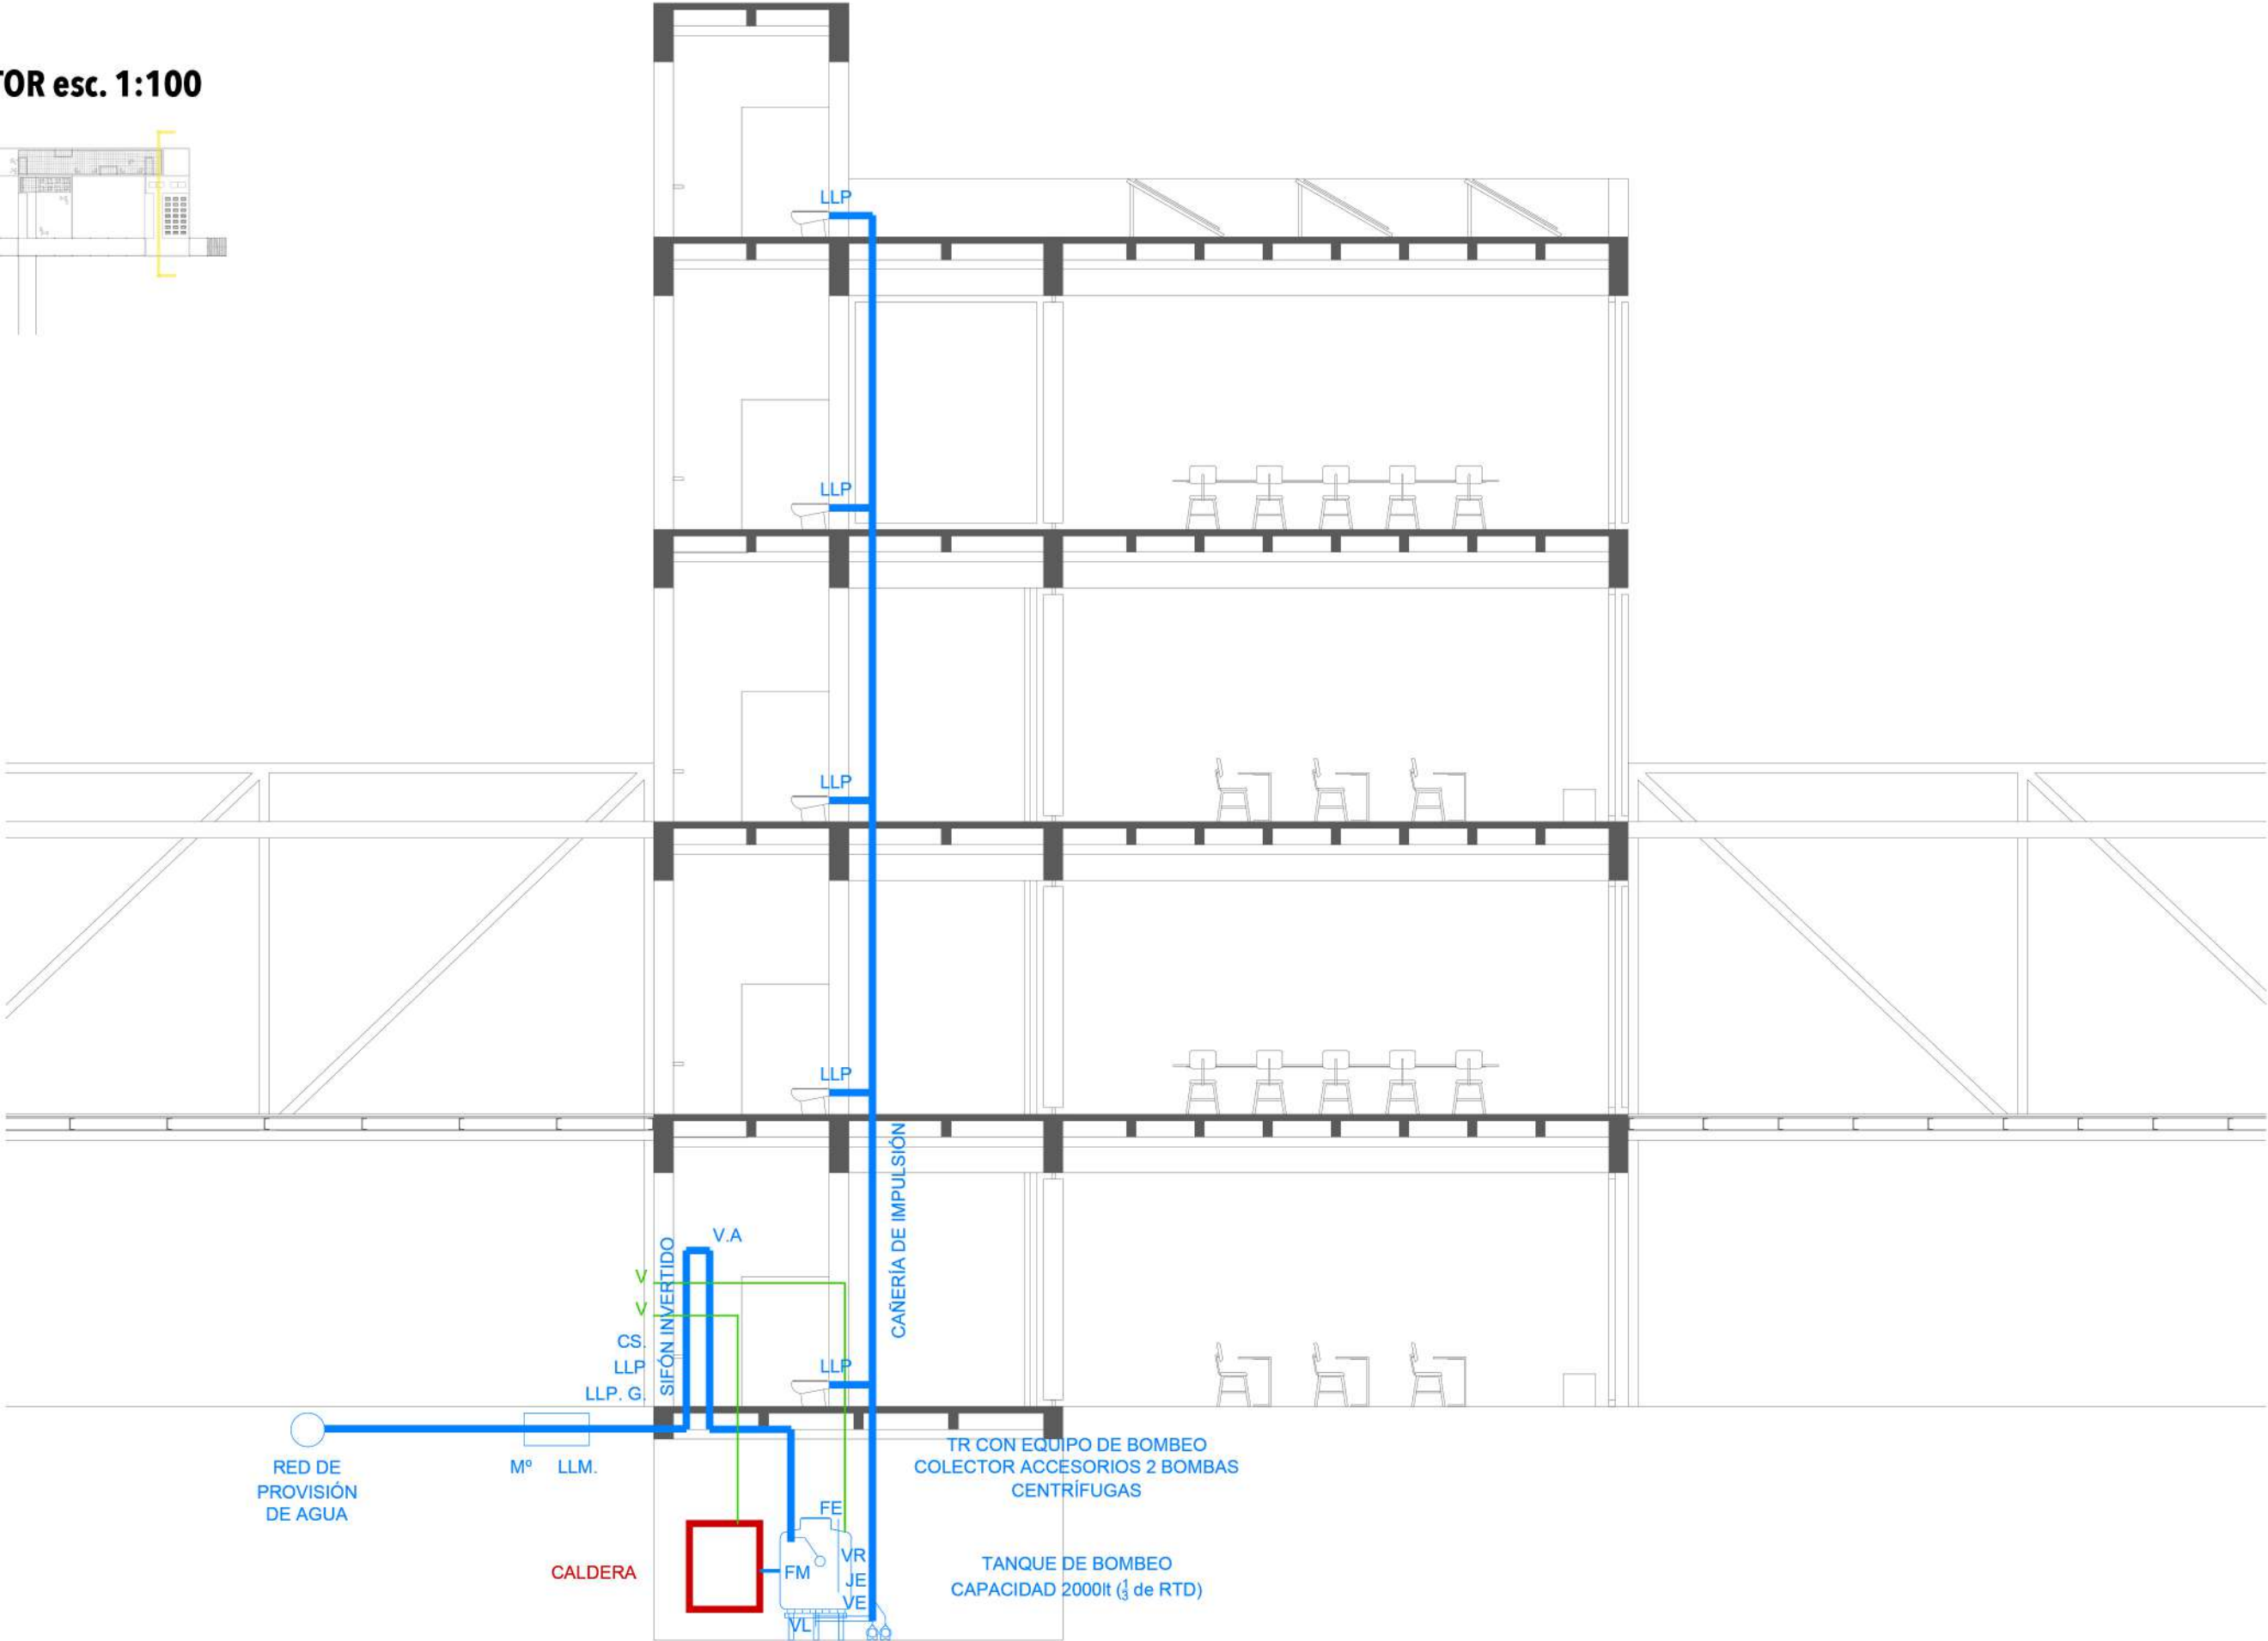 TOR esc. 1:100
LLP
LLP
LLP
LLP
CAÑERÍA DE IMPULSIÓN
V.A
SIFÓN INVERTIDO
V
V
CS.
LLP
LLP. G.
LLP
RED DE
PROVISIÓN
DE AGUA
Mº LLM.
TR CON EQUIPO DE BOMBEO
COLECTOR ACCESORIOS 2 BOMBAS
CENTRÍFUGAS
FE
CALDERA
FM
VR
JE
VE
VL
TANQUE DE BOMBEO
CAPACIDAD 2000lt (1/3 de RTD)